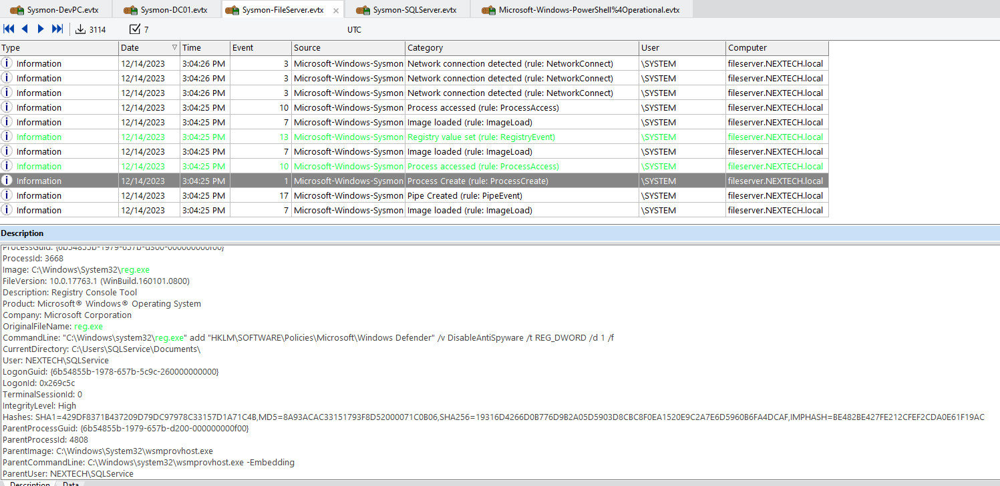 Sysmon-DevPC.evtx Sysmon-DC01.evtx Sysmon-FileServer.evtx Sysmon-SQLServer.evtx Microsoft-Windows-PowerShell%4Operational.evtx
3114 7 UTC
Type Date Time Event Source Category User Computer
Information 12/14/2023 3:04:26 PM 3 Microsoft-Windows-Sysmon Network connection detected (rule: NetworkConnect) \SYSTEM fileserver.NEXTECH.local
Information 12/14/2023 3:04:26 PM 3 Microsoft-Windows-Sysmon Network connection detected (rule: NetworkConnect) \SYSTEM fileserver.NEXTECH.local
Information 12/14/2023 3:04:26 PM 3 Microsoft-Windows-Sysmon Network connection detected (rule: NetworkConnect) \SYSTEM fileserver.NEXTECH.local
Information 12/14/2023 3:04:25 PM 10 Microsoft-Windows-Sysmon Process accessed (rule: ProcessAccess) \SYSTEM fileserver.NEXTECH.local
Information 12/14/2023 3:04:25 PM 7 Microsoft-Windows-Sysmon Image loaded (rule: ImageLoad) \SYSTEM fileserver.NEXTECH.local
Information 12/14/2023 3:04:25 PM 13 Microsoft-Windows-Sysmon Registry value set (rule: RegistryEvent) \SYSTEM fileserver.NEXTECH.local
Information 12/14/2023 3:04:25 PM 7 Microsoft-Windows-Sysmon Image loaded (rule: ImageLoad) \SYSTEM fileserver.NEXTECH.local
Information 12/14/2023 3:04:25 PM 10 Microsoft-Windows-Sysmon Process accessed (rule: ProcessAccess) \SYSTEM fileserver.NEXTECH.local
Information 12/14/2023 3:04:25 PM 1 Microsoft-Windows-Sysmon Process Create (rule: ProcessCreate) \SYSTEM fileserver.NEXTECH.local
Information 12/14/2023 3:04:25 PM 17 Microsoft-Windows-Sysmon Pipe Created (rule: PipeEvent) \SYSTEM fileserver.NEXTECH.local
Information 12/14/2023 3:04:25 PM 7 Microsoft-Windows-Sysmon Image loaded (rule: ImageLoad) \SYSTEM fileserver.NEXTECH.local
Description
ProcessGuid: {6b54855b-1979-657b-d300-000000000f00}
ProcessId: 3668
Image: C:\Windows\System32\reg.exe
FileVersion: 10.0.17763.1 (WinBuild.160101.0800)
Description: Registry Console Tool
Product: Microsoft® Windows® Operating System
Company: Microsoft Corporation
OriginalFileName: reg.exe
CommandLine: "C:\Windows\system32\reg.exe" add "HKLM\SOFTWARE\Policies\Microsoft\Windows Defender" /v DisableAntiSpyware /t REG_DWORD /d 1 /f
CurrentDirectory: C:\Users\SQLService\Documents\
User: NEXTECH\SQLService
LogonGuid: {6b54855b-1978-657b-5c9c-260000000000}
LogonId: 0x269c5c
TerminalSessionId: 0
IntegrityLevel: High
Hashes: SHA1=429DF8371B437209D79DC97978C33157D1A71C4B,MD5=8A93ACAC33151793F8D52000071C0B06,SHA256=19316D4266D0B776D9B2A05D5903D8CBC8F0EA1520E9C2A7E6D5960B6FA4DCAF,IMPHASH=BE482BE427FE212CFEF2CDA0E61F19AC
ParentProcessGuid: {6b54855b-1979-657b-d200-000000000f00}
ParentProcessId: 4808
ParentImage: C:\Windows\System32\wsmprovhost.exe
ParentCommandLine: C:\Windows\system32\wsmprovhost.exe -Embedding
ParentUser: NEXTECH\SQLService
Description Data